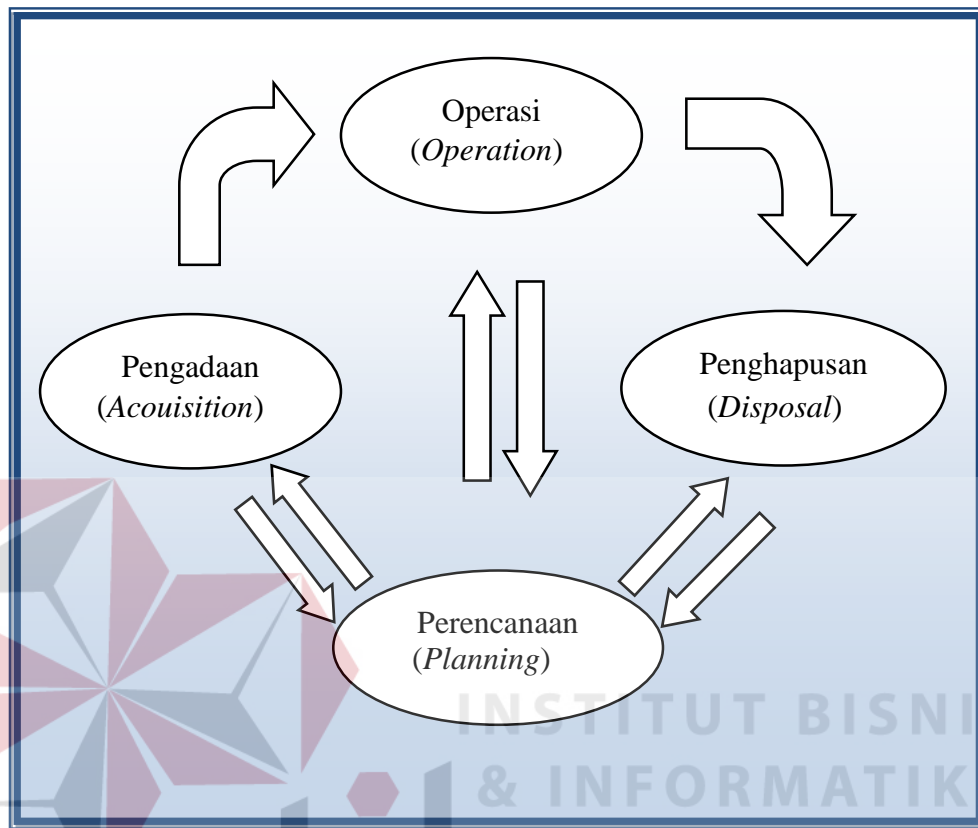 Operasi
(Operation)
Pengadaan
(Acouisition)
Penghapusan
(Disposal)
Perencanaan
(Planning)
INSTITUT BISNI
& INFORMATIK